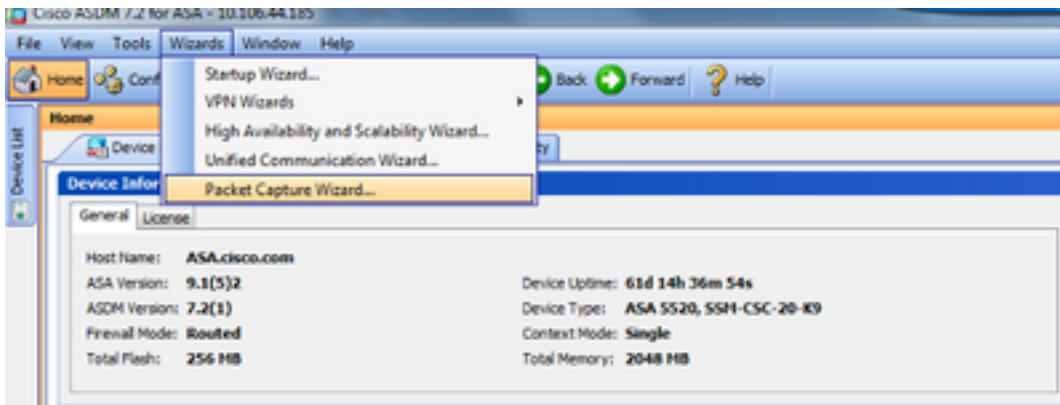 Cisco ASDM 7.2 for ASA - 10.106.44.185
File View Tools Wizards Window Help
Home Conf Back Forward Help
Startup Wizard...
VPN Wizards
High Availability and Scalability Wizard...
Unified Communication Wizard...
Packet Capture Wizard...
Device List
Home
Device ty
Device Infor
General License
Host Name: ASA.cisco.com
ASA Version: 9.1(5)2 Device Uptime: 61d 14h 36m 54s
ASDM Version: 7.2(1) Device Type: ASA 5520, SSM-CSC-20-K9
Firewall Mode: Routed Context Mode: Single
Total Flash: 256 MB Total Memory: 2048 MB